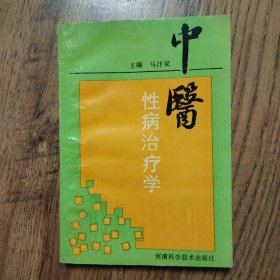 中醫
主编 马汴梁
性病治疗学
河南科学技术出版社